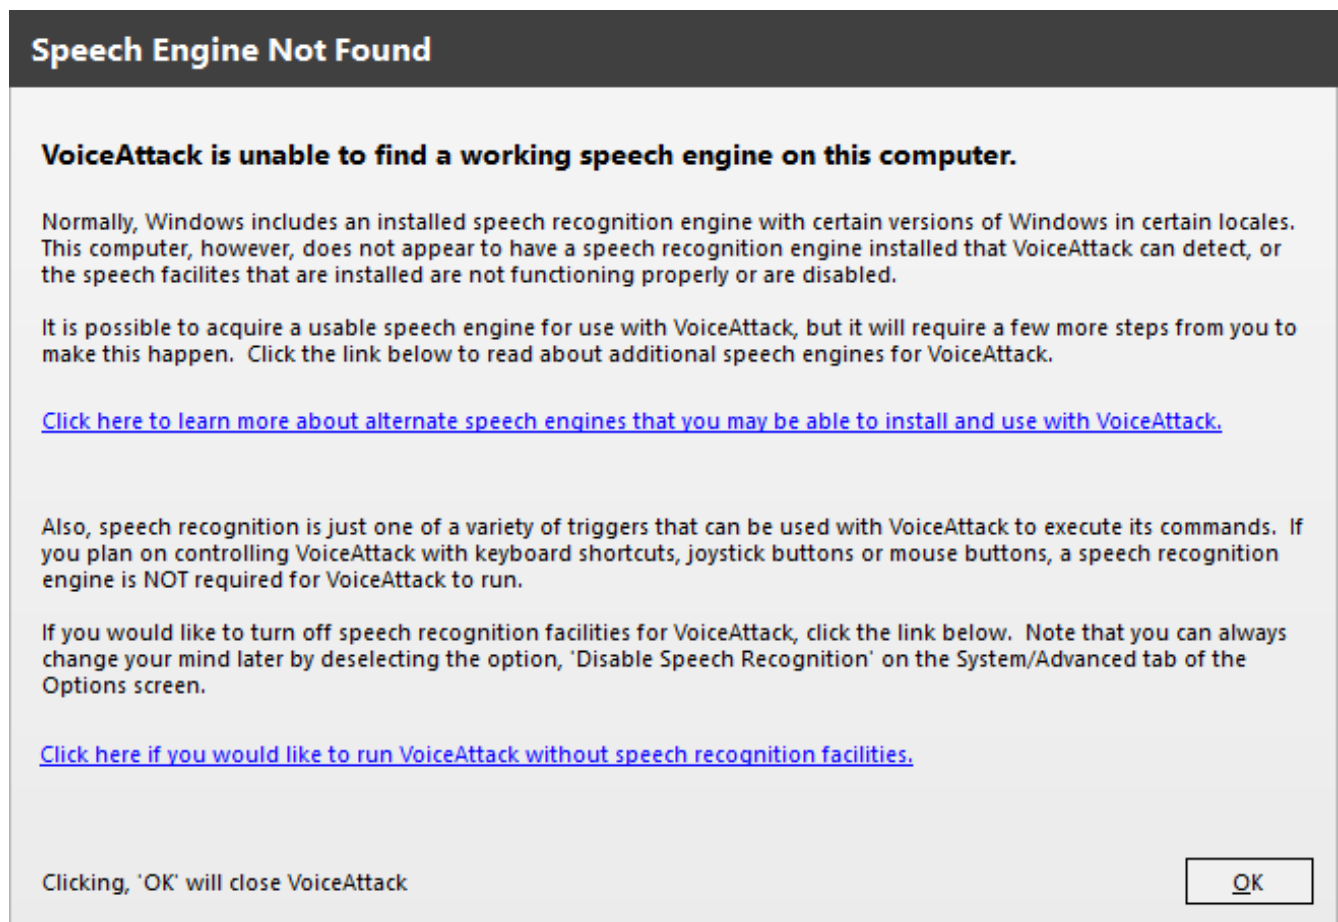 Speech Engine Not Found
VoiceAttack is unable to find a working speech engine on this computer.
Normally, Windows includes an installed speech recognition engine with certain versions of Windows in certain locales.
This computer, however, does not appear to have a speech recognition engine installed that VoiceAttack can detect, or
the speech facilites that are installed are not functioning properly or are disabled.
It is possible to acquire a usable speech engine for use with VoiceAttack, but it will require a few more steps from you to
make this happen.  Click the link below to read about additional speech engines for VoiceAttack.
Click here to learn more about alternate speech engines that you may be able to install and use with VoiceAttack.
Also, speech recognition is just one of a variety of triggers that can be used with VoiceAttack to execute its commands.  If
you plan on controlling VoiceAttack with keyboard shortcuts, joystick buttons or mouse buttons, a speech recognition
engine is NOT required for VoiceAttack to run.
If you would like to turn off speech recognition facilities for VoiceAttack, click the link below.  Note that you can always
change your mind later by deselecting the option, 'Disable Speech Recognition' on the System/Advanced tab of the
Options screen.
Click here if you would like to run VoiceAttack without speech recognition facilities.
Clicking, 'OK' will close VoiceAttack
OK